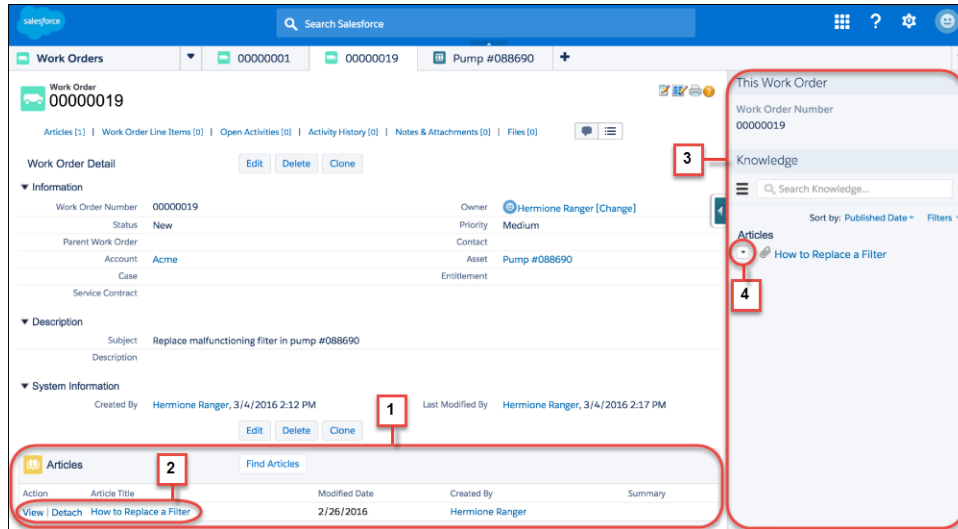 salesforce Search Salesforce ?
Work Orders 00000001 00000019 Pump #088690 +
Work Order
00000019
Articles [1] | Work Order Line Items [0] | Open Activities [0] | Activity History [0] | Notes & Attachments [0] | Files [0]
Work Order Detail Edit Delete Clone
Information
Work Order Number 00000019 Owner Hermione Ranger [Change]
Status New Priority Medium
Parent Work Order Contact
Account Acme Asset Pump #088690
Case Entitlement
Service Contract
Description
Subject Replace malfunctioning filter in pump #088690
Description
System Information
Created By Hermione Ranger, 3/4/2016 2:12 PM Last Modified By Hermione Ranger, 3/4/2016 2:17 PM
1
Edit Delete Clone
Articles Find Articles
2
Action Article Title Modified Date Created By Summary
View | Detach How to Replace a Filter 2/26/2016 Hermione Ranger
This Work Order
Work Order Number
00000019
3
Knowledge
Search Knowledge...
Sort by: Published Date Filters
Articles
How to Replace a Filter
4